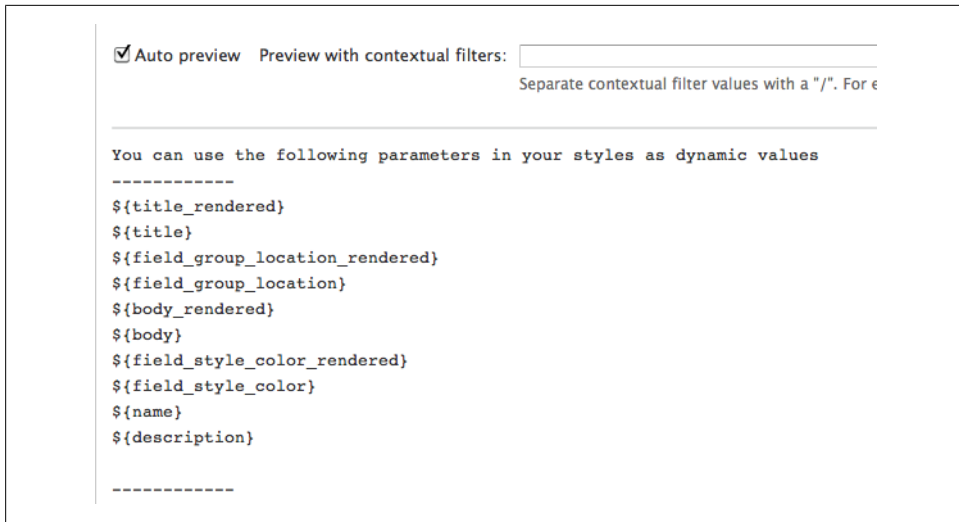 Auto preview Preview with contextual filters:
Separate contextual filter values with a "/". For e
You can use the following parameters in your styles as dynamic values
------------
${title_rendered}
${title}
${field_group_location_rendered}
${field_group_location}
${body_rendered}
${body}
${field_style_color_rendered}
${field_style_color}
${name}
${description}
------------